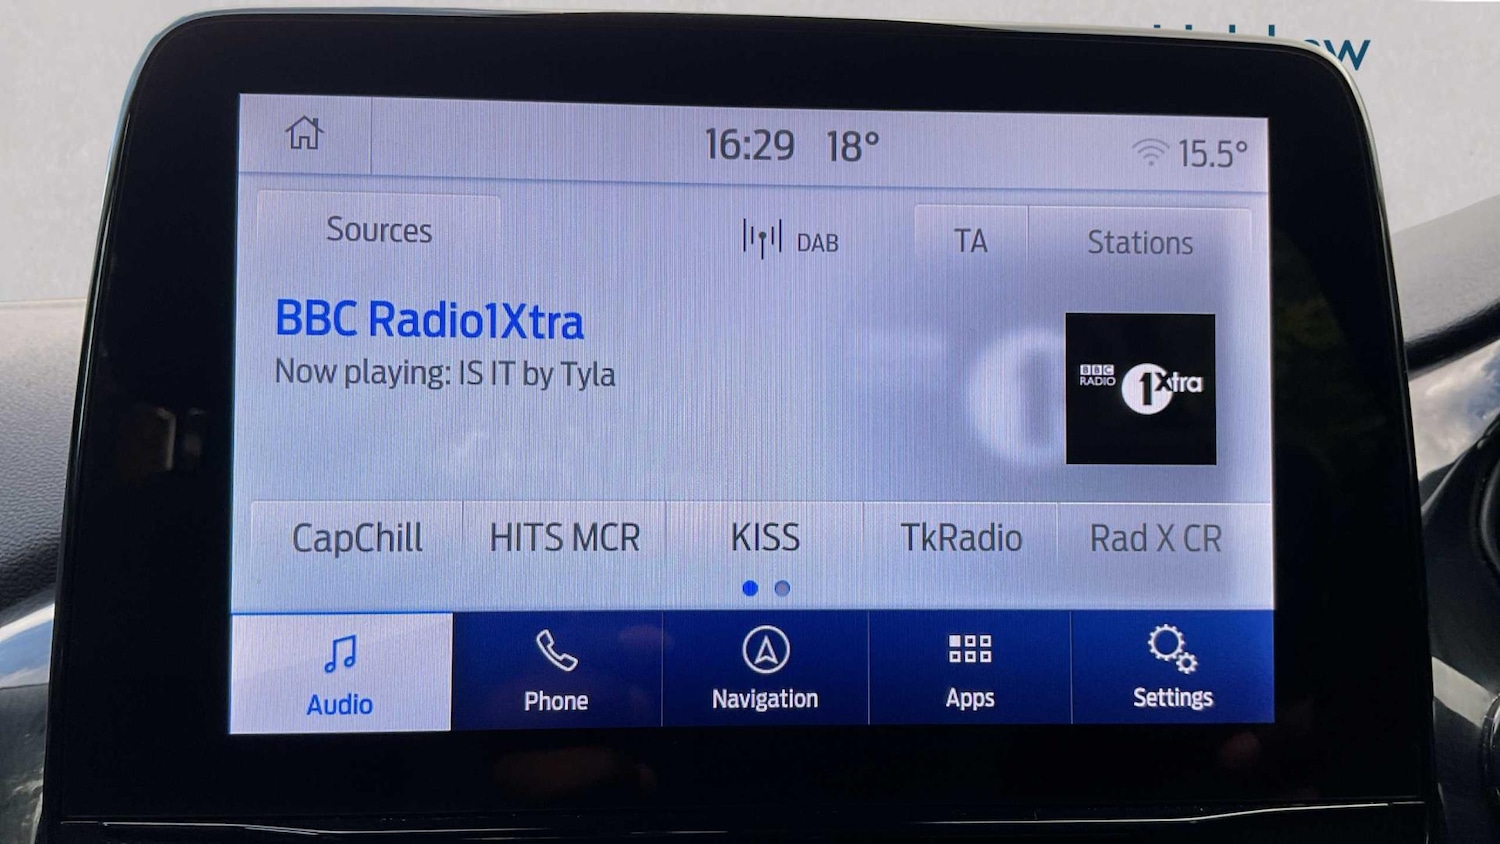 16:29 18° 15.5°
Sources DAB TA Stations
BBC Radio1Xtra
Now playing: IS IT by Tyla
BBC
RADIO 1Xtra
CapChill HITS MCR KISS TkRadio Rad X CR
Audio Phone Navigation Apps Settings